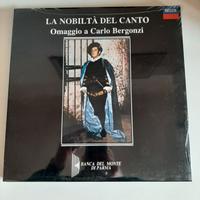 LA NOBILTÀ DEL CANTO
DECCA
Omaggio a Carlo Bergonzi
BANCA DEL MONTE
DI PARMA